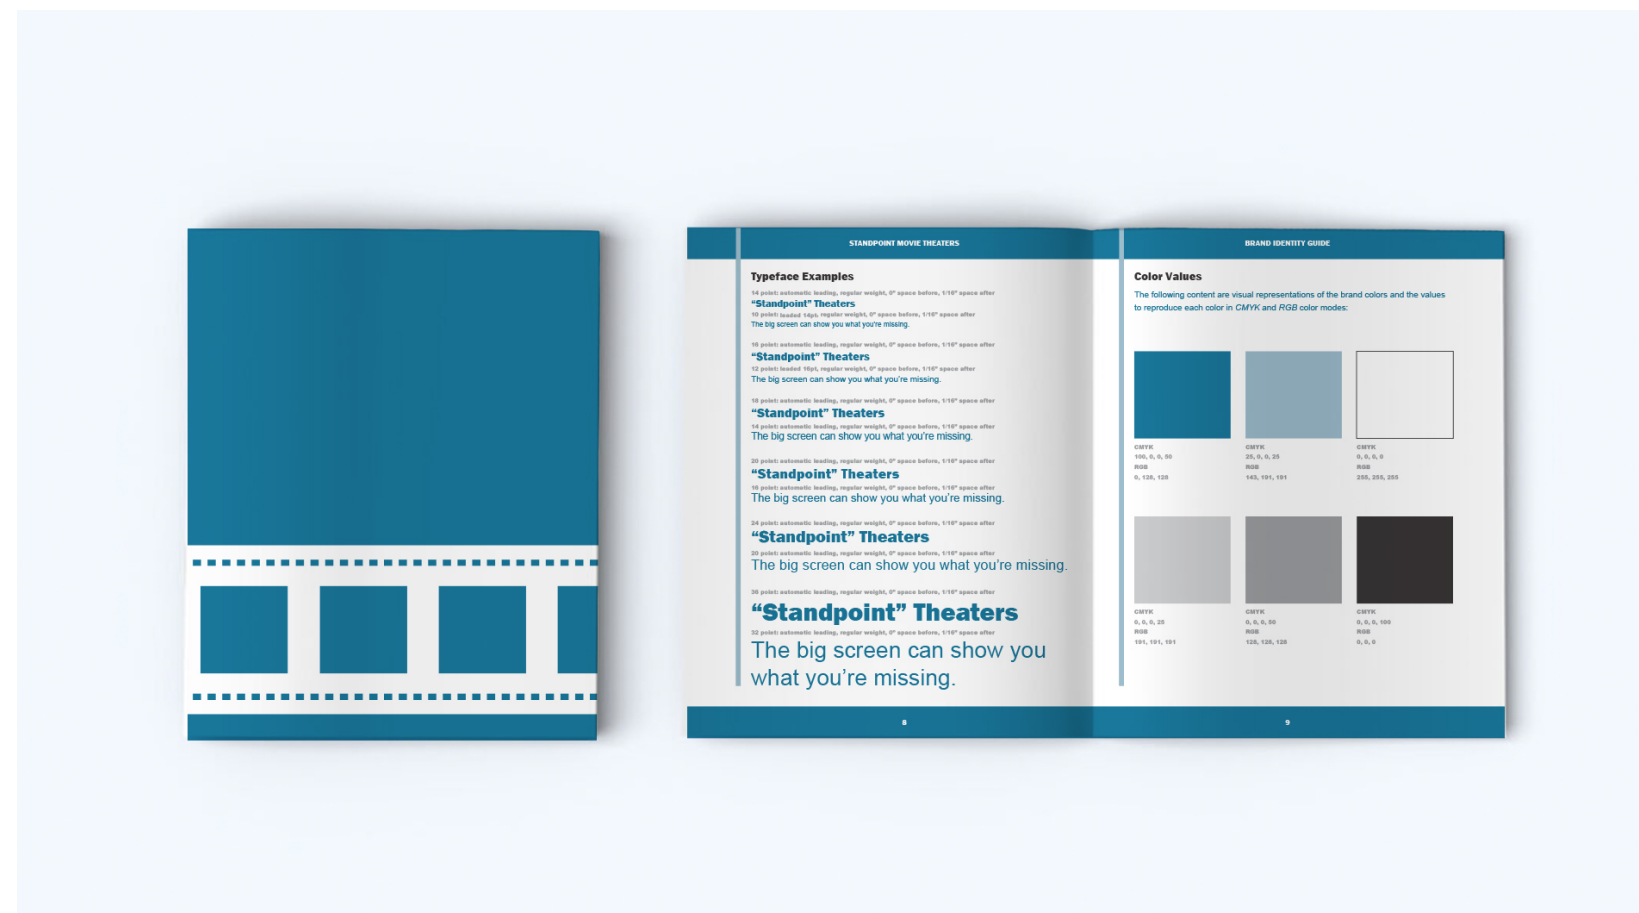 STANDPOINT MOVIE THEATERS
Typeface Examples
14 point: automatic leading, regular weight, 0" space before, 1/16" space after
“Standpoint” Theaters
10 point: leaded 14pt, regular weight, 0" space before, 1/16" space after
The big screen can show you what you're missing.
16 point: automatic leading, regular weight, 0" space before, 1/16" space after
“Standpoint” Theaters
12 point: leaded 16pt, regular weight, 0" space before, 1/16" space after
The big screen can show you what you're missing.
18 point: automatic leading, regular weight, 0" space before, 1/16" space after
“Standpoint” Theaters
14 point: automatic leading, regular weight, 0" space before, 1/16" space after
The big screen can show you what you're missing.
20 point: automatic leading, regular weight, 0" space before, 1/16" space after
“Standpoint” Theaters
16 point: automatic leading, regular weight, 0" space before, 1/16" space after
The big screen can show you what you're missing.
24 point: automatic leading, regular weight, 0" space before, 1/16" space after
“Standpoint” Theaters
20 point: automatic leading, regular weight, 0" space before, 1/16" space after
The big screen can show you what you're missing.
36 point: automatic leading, regular weight, 0" space before, 1/16" space after
“Standpoint” Theaters
32 point: automatic leading, regular weight, 0" space before, 1/16" space after
The big screen can show you
what you’re missing.
8
BRAND IDENTITY GUIDE
Color Values
The following content are visual representations of the brand colors and the values
to reproduce each color in CMYK and RGB color modes:
CMYK
100, 0, 0, 50
RGB
0, 128, 128
CMYK
25, 0, 0, 25
RGB
143, 191, 191
CMYK
0, 0, 0, 0
RGB
255, 255, 255
CMYK
0, 0, 0, 25
RGB
191, 191, 191
CMYK
0, 0, 0, 50
RGB
128, 128, 128
CMYK
0, 0, 0, 100
RGB
0, 0, 0
9